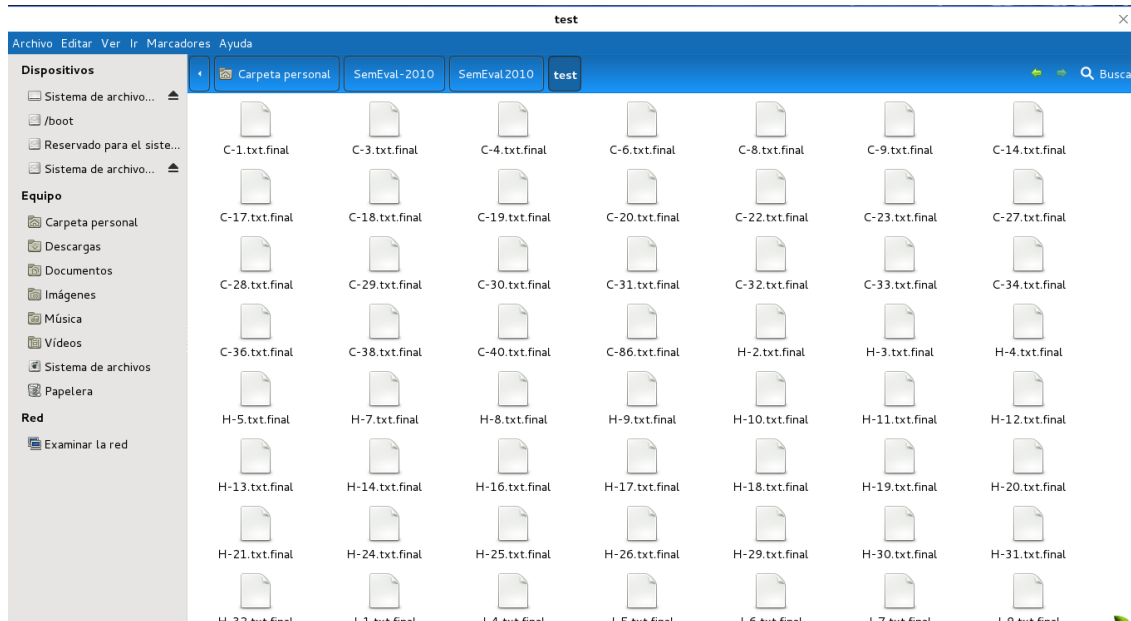 test
Archivo Editar Ver Ir Marcadores Ayuda
Dispositivos
Sistema de archivo...
/boot
Reservado para el siste...
Sistema de archivo...
Equipo
Carpeta personal
Descargas
Documentos
Imágenes
Música
Vídeos
Sistema de archivos
Papelera
Red
Examinar la red
Carpeta personal SemEval-2010 SemEval2010 test Busca
C-1.txt.final C-3.txt.final C-4.txt.final C-6.txt.final C-8.txt.final C-9.txt.final C-14.txt.final
C-17.txt.final C-18.txt.final C-19.txt.final C-20.txt.final C-22.txt.final C-23.txt.final C-27.txt.final
C-28.txt.final C-29.txt.final C-30.txt.final C-31.txt.final C-32.txt.final C-33.txt.final C-34.txt.final
C-36.txt.final C-38.txt.final C-40.txt.final C-86.txt.final H-2.txt.final H-3.txt.final H-4.txt.final
H-5.txt.final H-7.txt.final H-8.txt.final H-9.txt.final H-10.txt.final H-11.txt.final H-12.txt.final
H-13.txt.final H-14.txt.final H-16.txt.final H-17.txt.final H-18.txt.final H-19.txt.final H-20.txt.final
H-21.txt.final H-24.txt.final H-25.txt.final H-26.txt.final H-29.txt.final H-30.txt.final H-31.txt.final